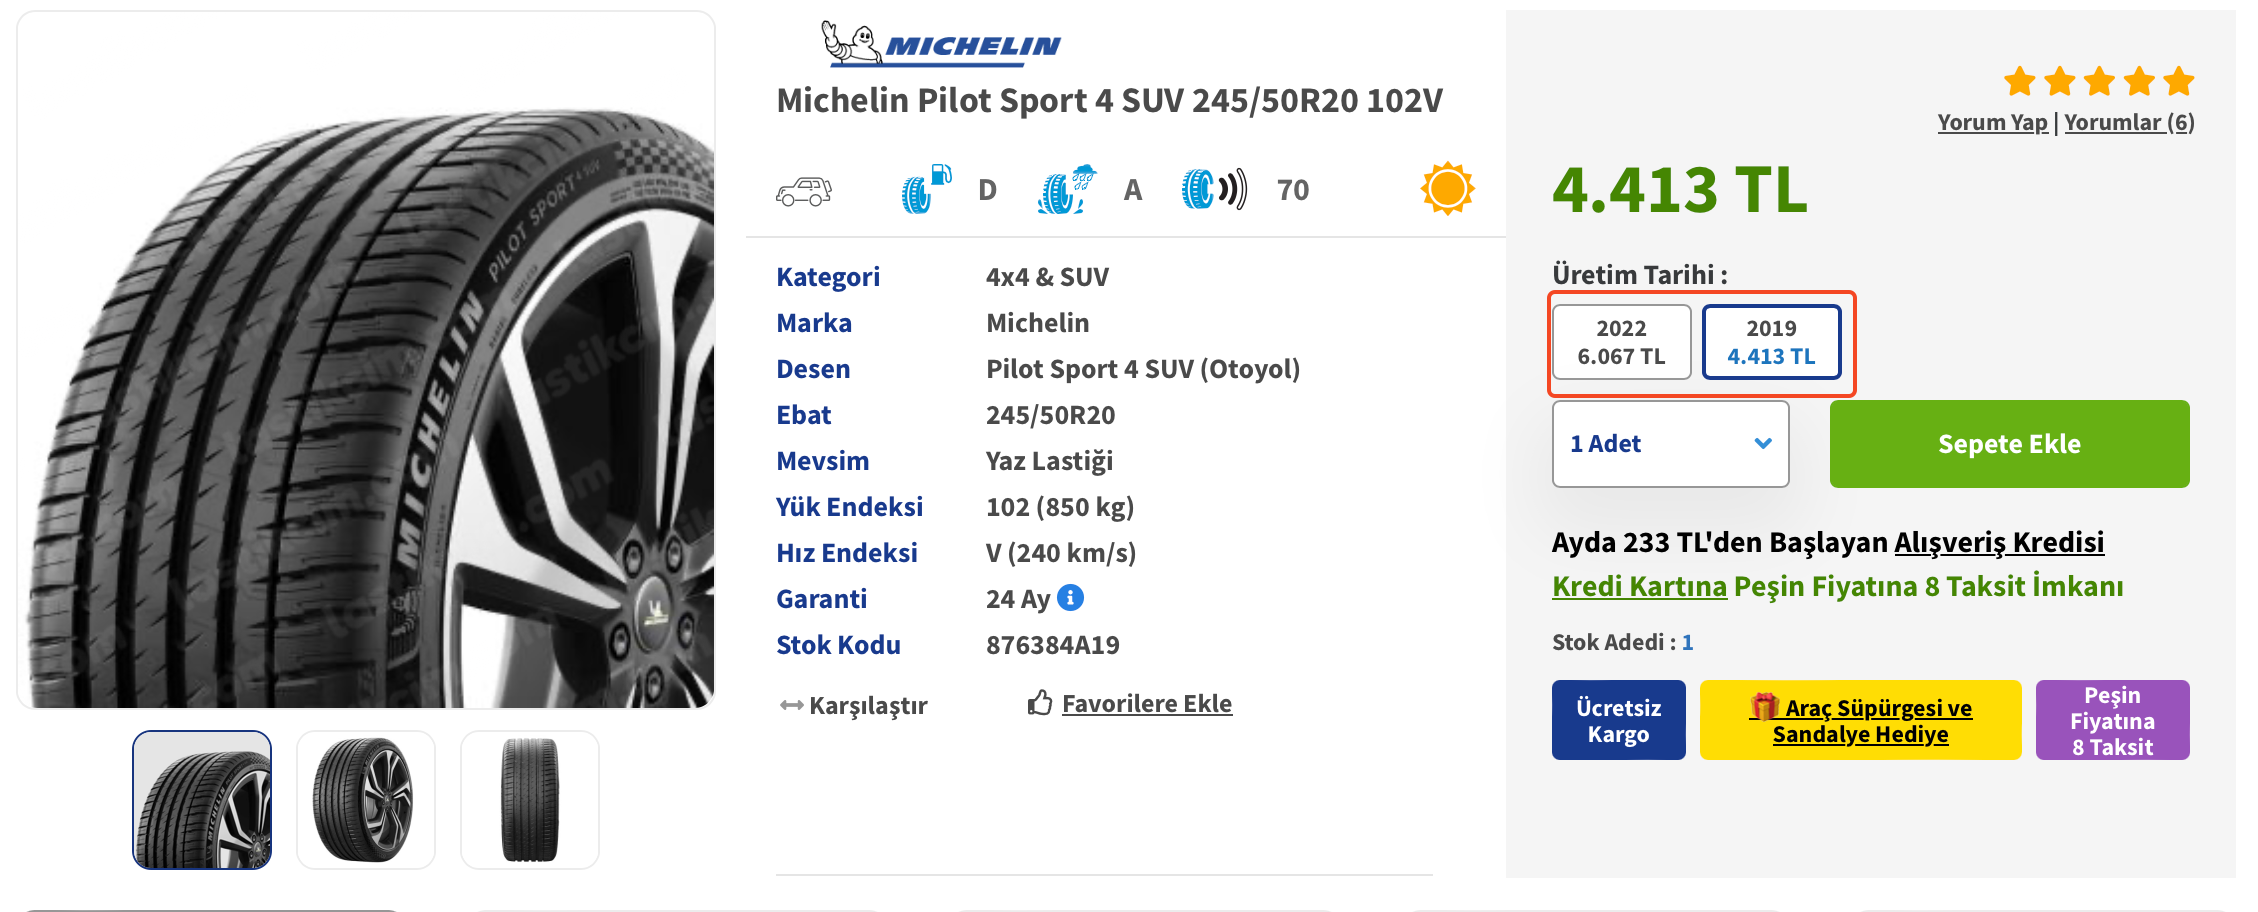 MICHELIN
Michelin Pilot Sport 4 SUV 245/50R20 102V
D
A
70
Kategori 4x4 & SUV
Marka Michelin
Desen Pilot Sport 4 SUV (Otoyol)
Ebat 245/50R20
Mevsim Yaz Lastiği
Yük Endeksi 102 (850 kg)
Hız Endeksi V (240 km/s)
Garanti 24 Ay
Stok Kodu 876384A19
Karşılaştır
Favorilere Ekle
PILOT SPORT 4 SUV
MICHELIN
Yorum Yap | Yorumlar (6)
4.413 TL
Üretim Tarihi :
2022
6.067 TL
2019
4.413 TL
1 Adet
Sepete Ekle
Ayda 233 TL'den Başlayan Alışveriş Kredisi
Kredi Kartına Peşin Fiyatına 8 Taksit İmkanı
Stok Adedi : 1
Ücretsiz
Kargo
Araç Süpürgesi ve
Sandalye Hediye
Peşin
Fiyatına
8 Taksit